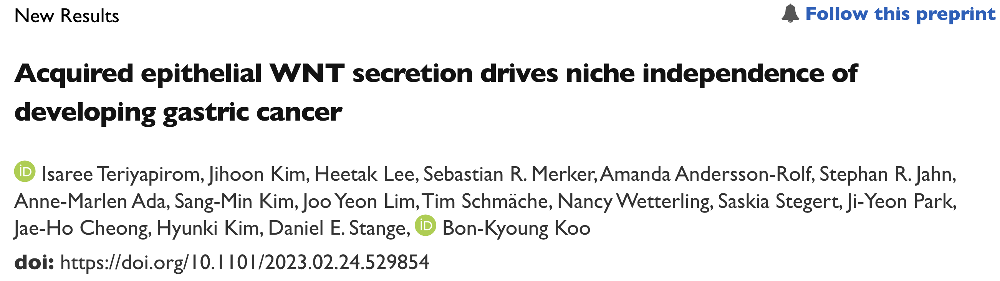 New Results
Follow this preprint
Acquired epithelial WNT secretion drives niche independence of
developing gastric cancer
iD Isaree Teriyapirom, Jihoon Kim, Heetak Lee, Sebastian R. Merker, Amanda Andersson-Rolf, Stephan R. Jahn,
Anne-Marlen Ada, Sang-Min Kim, Joo Yeon Lim, Tim Schmäche, Nancy Wetterling, Saskia Stegert, Ji-Yeon Park,
Jae-Ho Cheong, Hyunki Kim, Daniel E. Stange, iD Bon-Kyoung Koo
doi: https://doi.org/10.1101/2023.02.24.529854